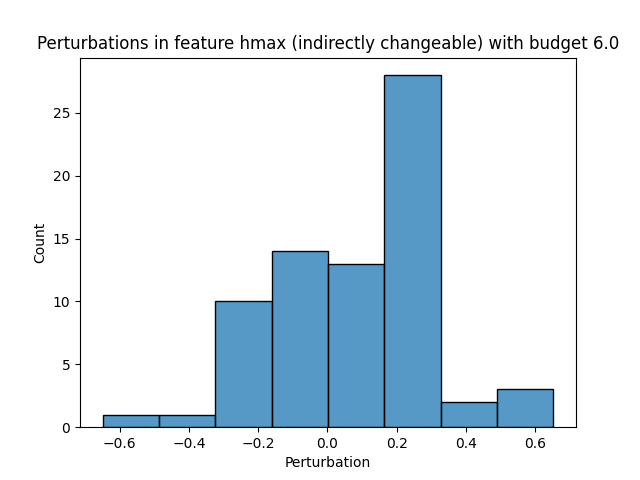 Perturbations in feature hmax (indirectly changeable) with budget 6.0
Count
25
20
15
10
5
0
−0.6 −0.4 −0.2 0.0 0.2 0.4 0.6
Perturbation